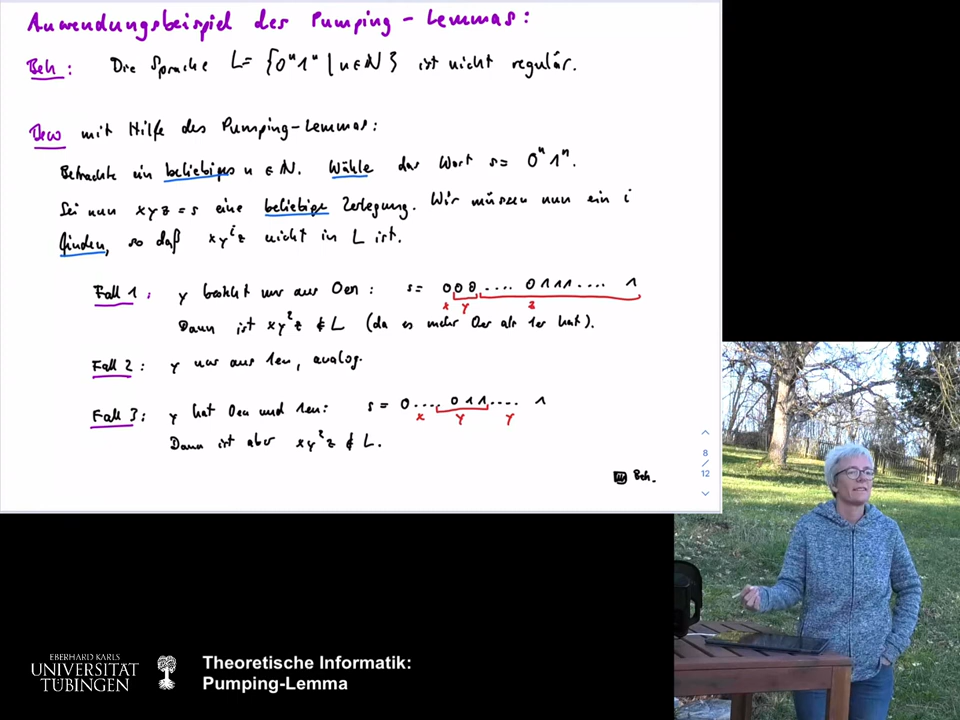 Anwendungsbeispiel des Pumping-Lemmas:
Beh: Die Sprache L = {0ⁿ1ⁿ | n ∈ ℕ} ist nicht regulär.
Bew mit Hilfe des Pumping-Lemmas:
Betrachte ein beliebiges n ∈ ℕ. Wähle das Wort s = 0ⁿ1ⁿ.
Sei nun xyz = s eine beliebige Zerlegung. Wir müssen nun ein i
finden, so daß xyⁱz nicht in L ist.
Fall 1: y besteht nur aus 0en: s = 000.... 0111.... 1
x y z
Dann ist xy²z ∉ L (da es mehr 0er als 1er hat).
Fall 2: y nur aus 1en, analog.
Fall 3: y hat 0en und 1en: s = 0.... 011.... 1
x y y
Dann ist aber xy²z ∉ L.
Beh.
8
/
12
EBERHARD KARLS
UNIVERSITÄT
TÜBINGEN
Theoretische Informatik:
Pumping-Lemma